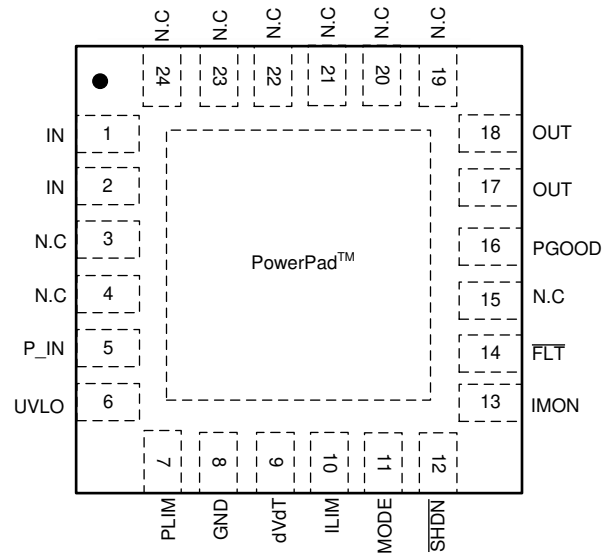 N.C N.C N.C N.C N.C N.C
24 23 22 21 20 19
IN 1
IN 2
N.C 3
N.C 4
P_IN 5
UVLO 6
PowerPad™
18 OUT
17 OUT
16 PGOOD
15 N.C
14 FLT
13 IMON
7 8 9 10 11 12
PLIM GND dVdT ILIM MODE SHDN